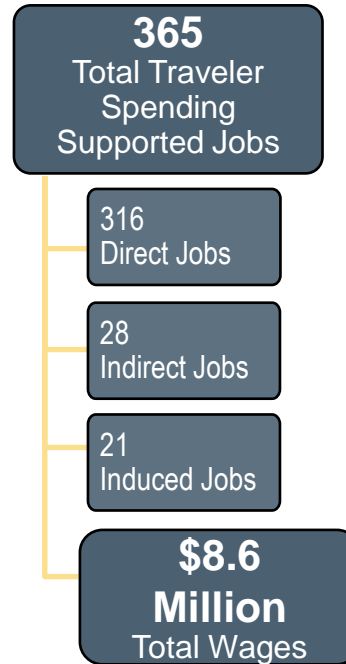 365
Total Traveler
Spending
Supported Jobs
316
Direct Jobs
28
Indirect Jobs
21
Induced Jobs
$8.6
Million
Total Wages